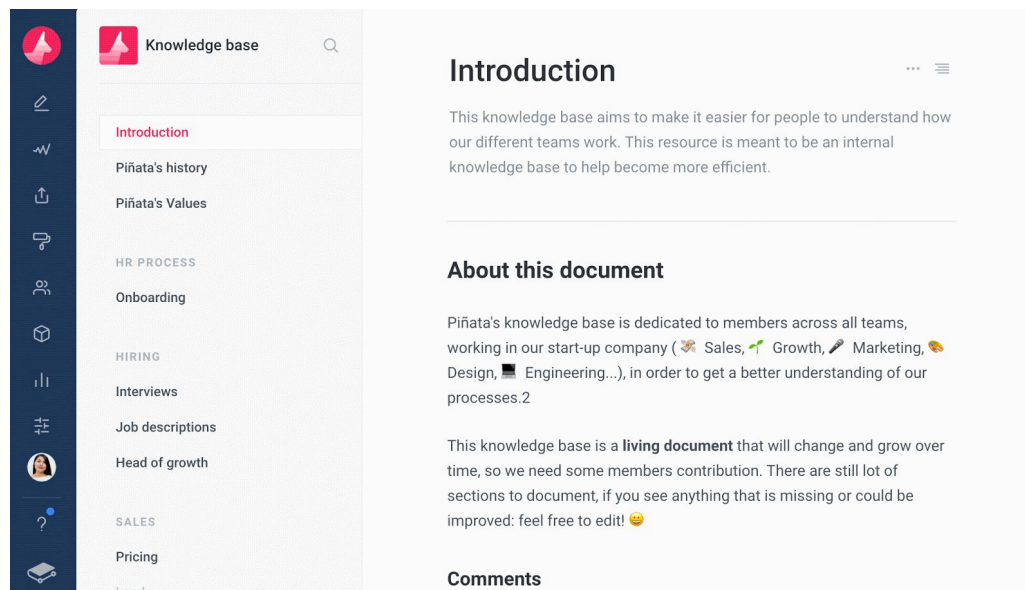 Knowledge base
Introduction
Piñata's history
Piñata's Values
HR PROCESS
Onboarding
HIRING
Interviews
Job descriptions
Head of growth
SALES
Pricing
Introduction
This knowledge base aims to make it easier for people to understand how
our different teams work. This resource is meant to be an internal
knowledge base to help become more efficient.
About this document
Piñata's knowledge base is dedicated to members across all teams,
working in our start-up company ( 💸 Sales, 🌱 Growth, 🎤 Marketing, 🎨
Design, 💻 Engineering...), in order to get a better understanding of our
processes.2
This knowledge base is a living document that will change and grow over
time, so we need some members contribution. There are still lot of
sections to document, if you see anything that is missing or could be
improved: feel free to edit! 😀
Comments